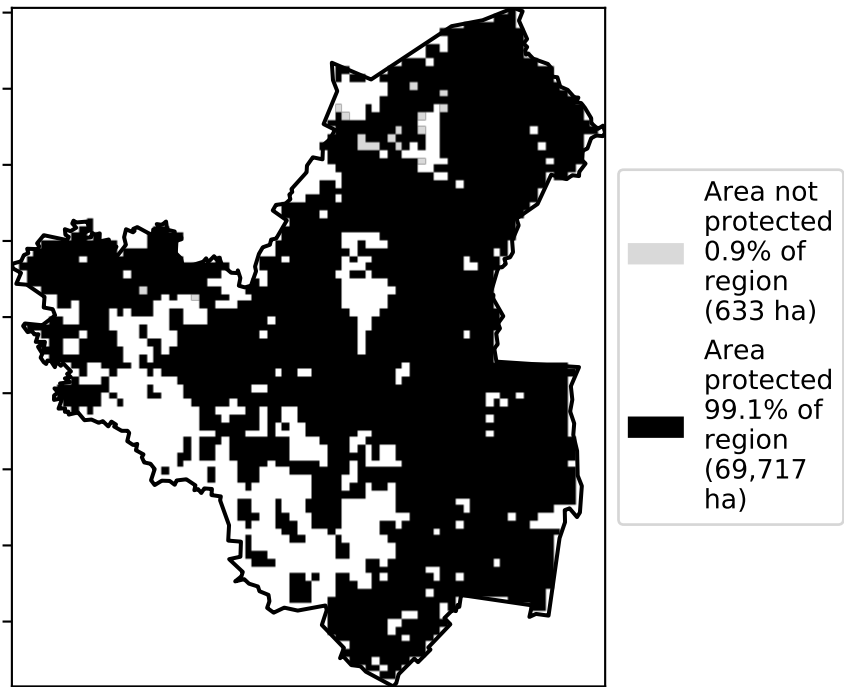 Area not
protected
0.9% of
region
(633 ha)
Area
protected
99.1% of
region
(69,717
ha)